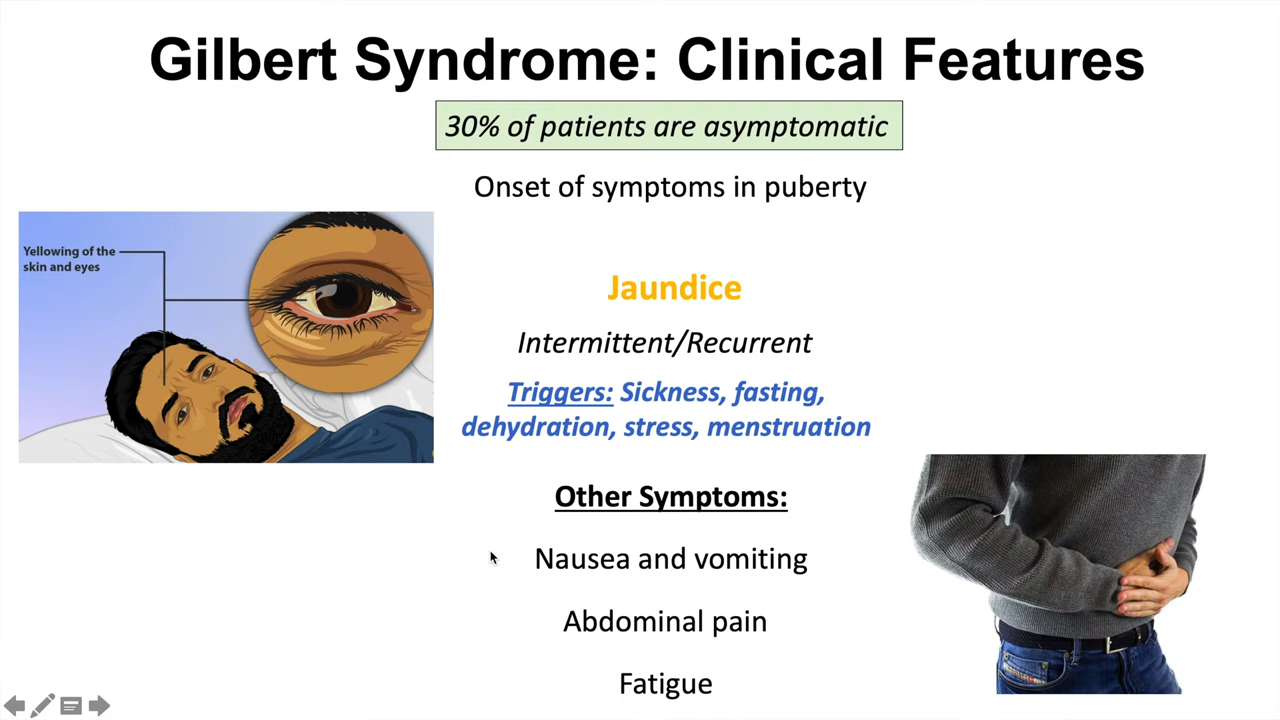 Gilbert Syndrome: Clinical Features
30% of patients are asymptomatic
Onset of symptoms in puberty
Yellowing of the
skin and eyes
Jaundice
Intermittent/Recurrent
Triggers: Sickness, fasting,
dehydration, stress, menstruation
Other Symptoms:
Nausea and vomiting
Abdominal pain
Fatigue